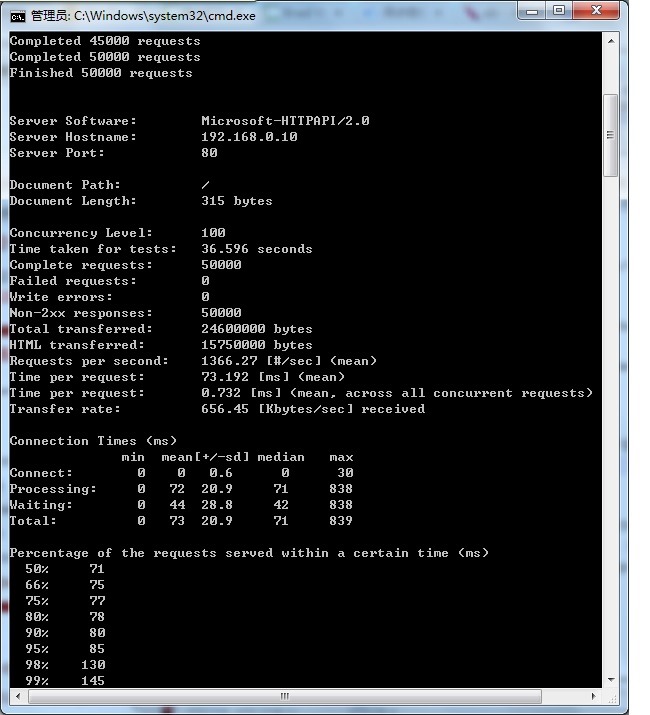 管理员: C:\Windows\system32\cmd.exe
Completed 45000 requests
Completed 50000 requests
Finished 50000 requests
Server Software: Microsoft-HTTPAPI/2.0
Server Hostname: 192.168.0.10
Server Port: 80
Document Path: /
Document Length: 315 bytes
Concurrency Level: 100
Time taken for tests: 36.596 seconds
Complete requests: 50000
Failed requests: 0
Write errors: 0
Non-2xx responses: 50000
Total transferred: 24600000 bytes
HTML transferred: 15750000 bytes
Requests per second: 1366.27 [#/sec] (mean)
Time per request: 73.192 [ms] (mean)
Time per request: 0.732 [ms] (mean, across all concurrent requests)
Transfer rate: 656.45 [Kbytes/sec] received
Connection Times (ms)
min mean[+/-sd] median max
Connect: 0 0 0.6 0 30
Processing: 0 72 20.9 71 838
Waiting: 0 44 28.8 42 838
Total: 0 73 20.9 71 839
Percentage of the requests served within a certain time (ms)
50% 71
66% 75
75% 77
80% 78
90% 80
95% 85
98% 130
99% 145